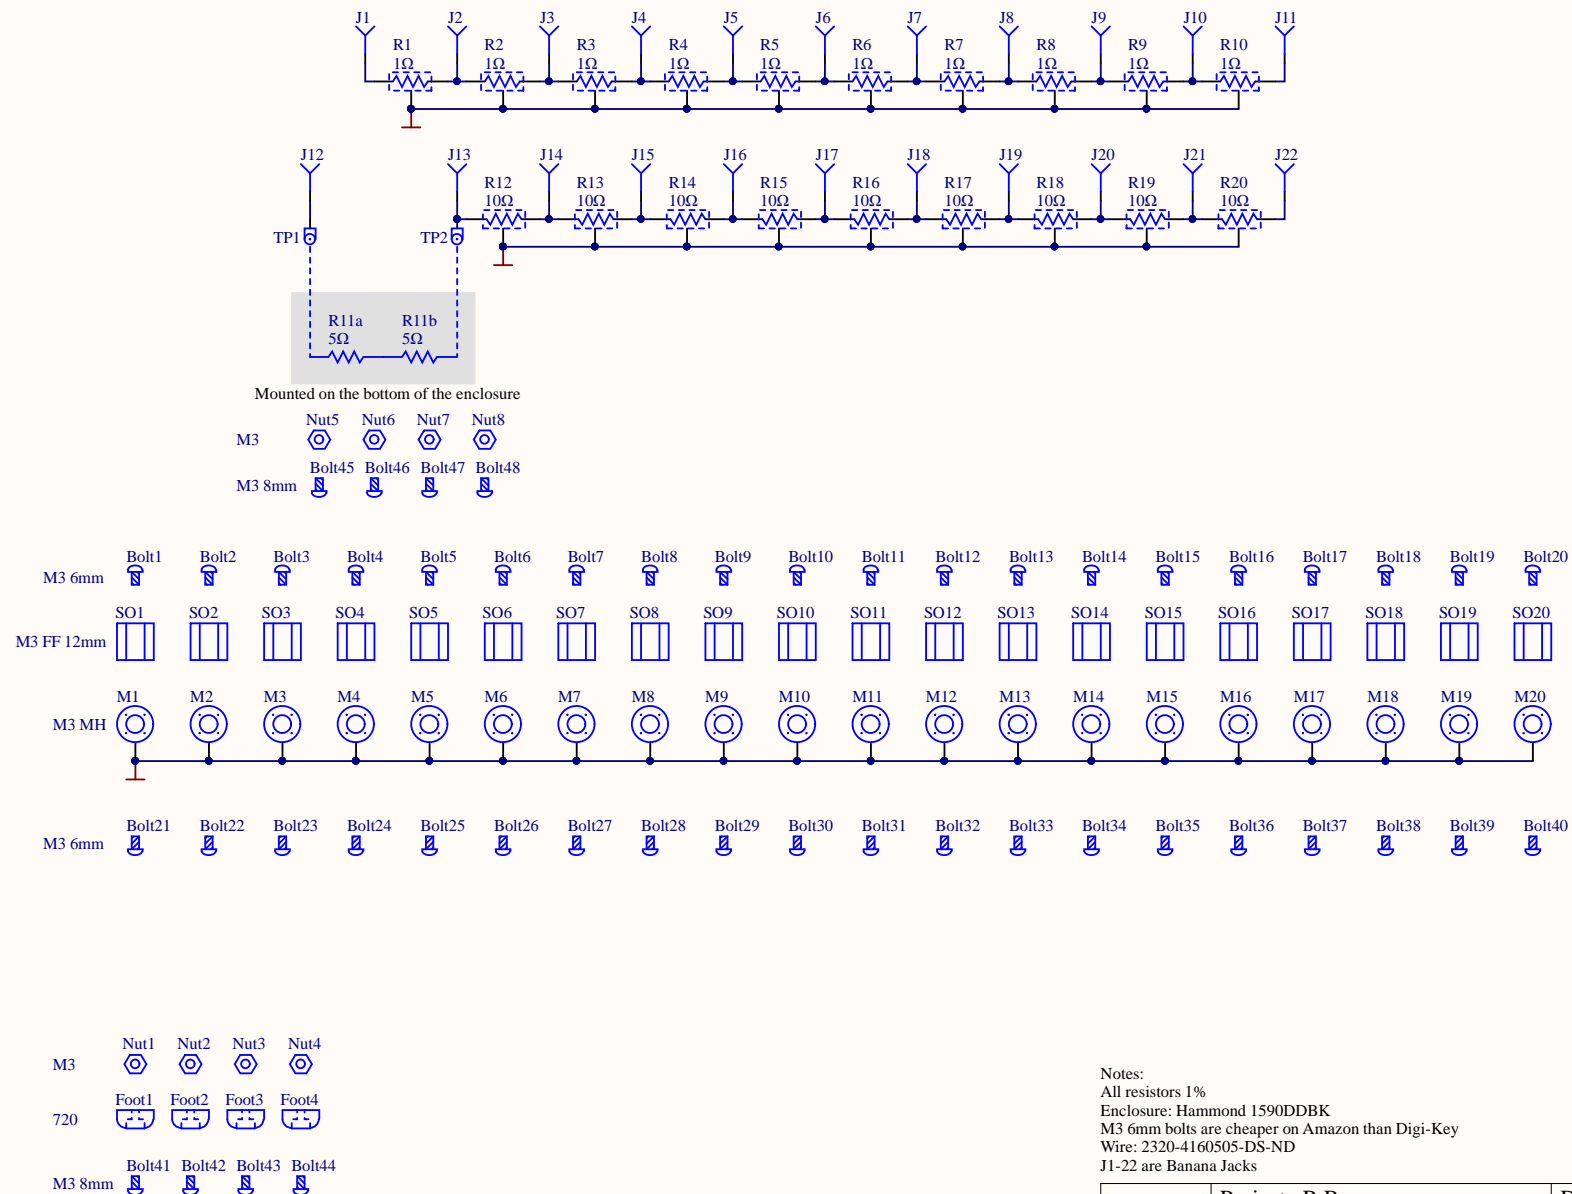 J1 J2 J3 J4 J5 J6 J7 J8 J9 J10 J11
R1 R2 R3 R4 R5 R6 R7 R8 R9 R10
1Ω 1Ω 1Ω 1Ω 1Ω 1Ω 1Ω 1Ω 1Ω 1Ω
J12 J13 J14 J15 J16 J17 J18 J19 J20 J21 J22
R12 R13 R14 R15 R16 R17 R18 R19 R20
10Ω 10Ω 10Ω 10Ω 10Ω 10Ω 10Ω 10Ω 10Ω
TP1 TP2
R11a R11b
5Ω 5Ω
Mounted on the bottom of the enclosure
Nut5 Nut6 Nut7 Nut8
M3
Bolt45 Bolt46 Bolt47 Bolt48
M3 8mm
Bolt1 Bolt2 Bolt3 Bolt4 Bolt5 Bolt6 Bolt7 Bolt8 Bolt9 Bolt10 Bolt11 Bolt12 Bolt13 Bolt14 Bolt15 Bolt16 Bolt17 Bolt18 Bolt19 Bolt20
M3 6mm
SO1 SO2 SO3 SO4 SO5 SO6 SO7 SO8 SO9 SO10 SO11 SO12 SO13 SO14 SO15 SO16 SO17 SO18 SO19 SO20
M3 FF 12mm
M1 M2 M3 M4 M5 M6 M7 M8 M9 M10 M11 M12 M13 M14 M15 M16 M17 M18 M19 M20
M3 MH
Bolt21 Bolt22 Bolt23 Bolt24 Bolt25 Bolt26 Bolt27 Bolt28 Bolt29 Bolt30 Bolt31 Bolt32 Bolt33 Bolt34 Bolt35 Bolt36 Bolt37 Bolt38 Bolt39 Bolt40
M3 6mm
Nut1 Nut2 Nut3 Nut4
M3
Foot1 Foot2 Foot3 Foot4
720
Bolt41 Bolt42 Bolt43 Bolt44
M3 8mm
Notes:
All resistors 1%
Enclosure: Hammond 1590DDBK
M3 6mm bolts are cheaper on Amazon than Digi-Key
Wire: 2320-4160505-DS-ND
J1-22 are Banana Jacks